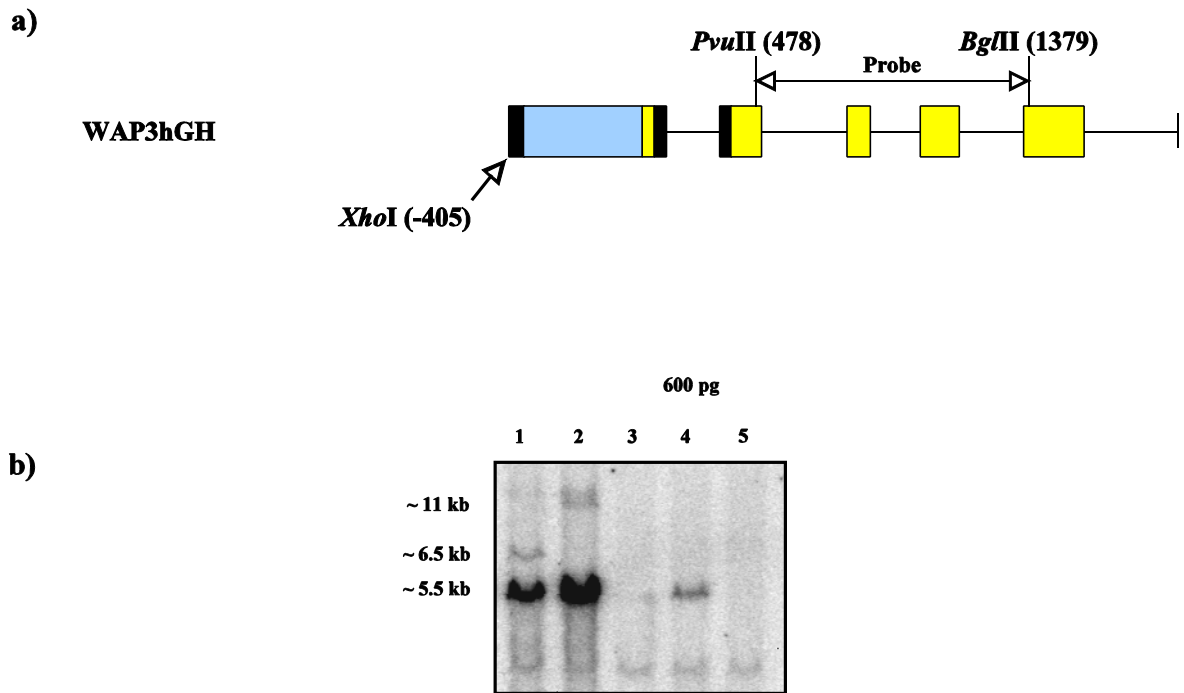 a)
PvuII (478)
BglII (1379)
Probe
WAP3hGH
XhoI (-405)
600 pg
1 2 3 4 5
b)
~ 11 kb
~ 6.5 kb
~ 5.5 kb